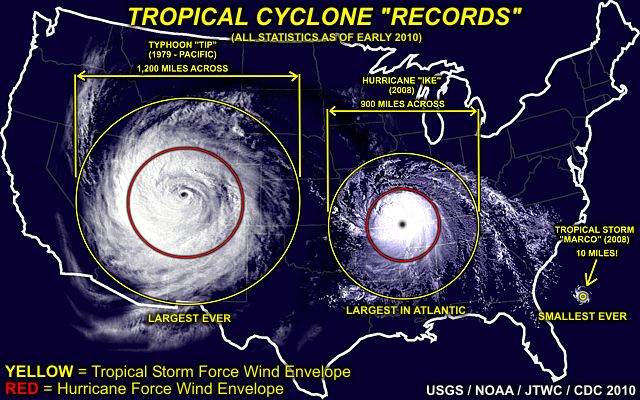 TROPICAL CYCLONE "RECORDS"
(ALL STATISTICS AS OF EARLY 2010)
TYPHOON "TIP"
(1979 - PACIFIC)
1,200 MILES ACROSS
HURRICANE "IKE"
(2008)
900 MILES ACROSS
TROPICAL STORM
"MARCO" (2008)
10 MILES!
LARGEST EVER
LARGEST IN ATLANTIC
SMALLEST EVER
YELLOW = Tropical Storm Force Wind Envelope
RED = Hurricane Force Wind Envelope
USGS / NOAA / JTWC / CDC 2010